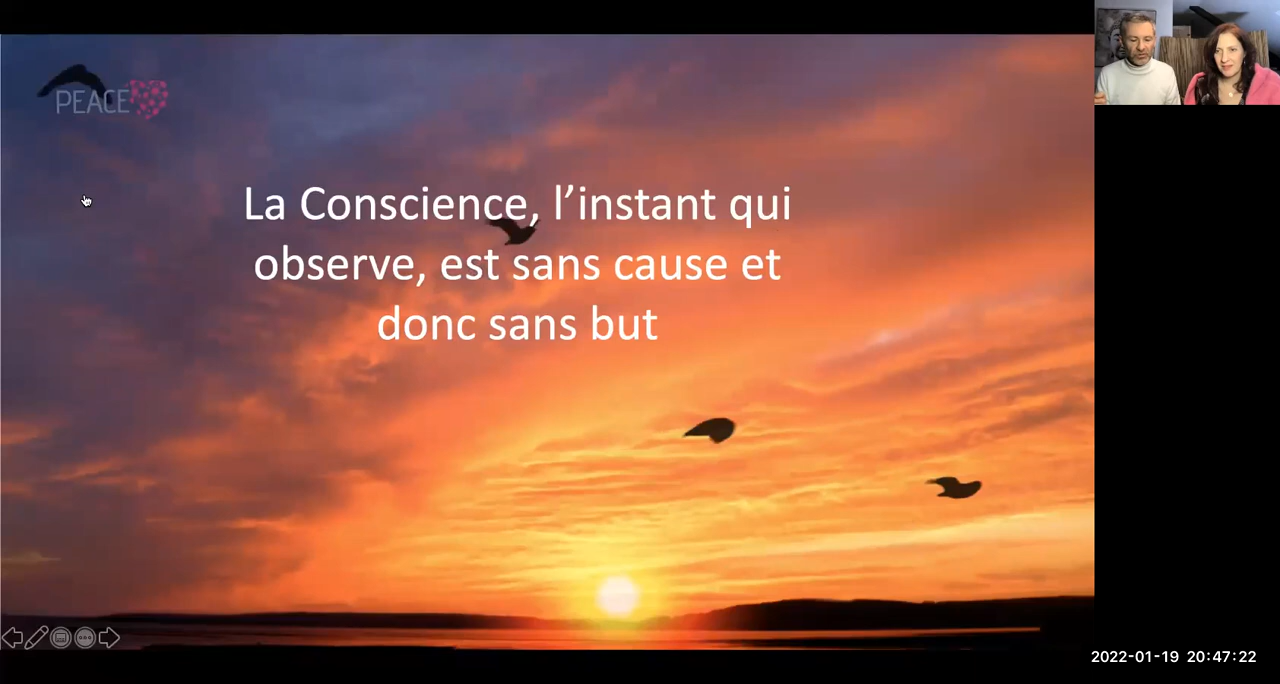 PEACE
La Conscience, l’instant qui
observe, est sans cause et
donc sans but
2022-01-19 20:47:22